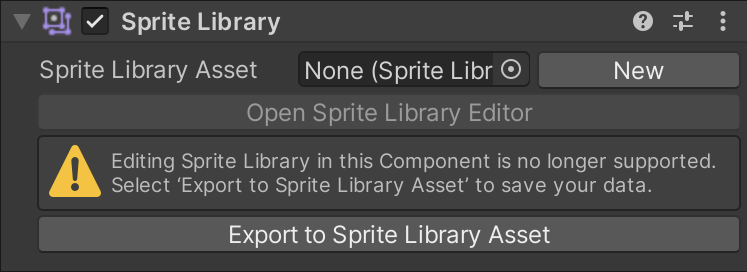 Sprite Library
Sprite Library Asset None (Sprite Libr New
Open Sprite Library Editor
Editing Sprite Library in this Component is no longer supported.
Select ‘Export to Sprite Library Asset’ to save your data.
Export to Sprite Library Asset